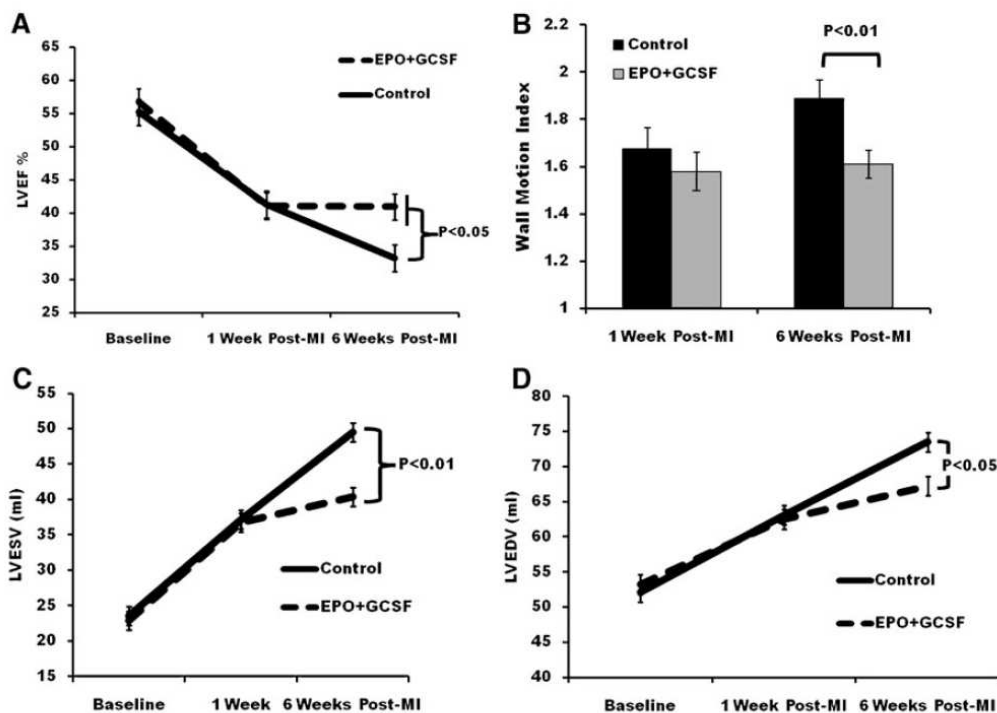 A
65
60
55
50
45
40
35
30
25
LVEF %
EPO+GCSF
Control
P<0.05
Baseline 1 Week Post-MI 6 Weeks Post-MI
B
2.2
2
1.8
1.6
1.4
1.2
1
Wall Motion Index
Control
EPO+GCSF
P<0.01
1 Week Post-MI 6 Weeks Post-MI
C
55
50
45
40
35
30
25
20
15
LVESV (ml)
P<0.01
Control
EPO+GCSF
Baseline 1 Week 6 Weeks Post-MI
D
80
75
70
65
60
55
50
45
40
LVEDV (ml)
P<0.05
Control
EPO+GCSF
Baseline 1 Week Post-MI 6 Weeks Post-MI